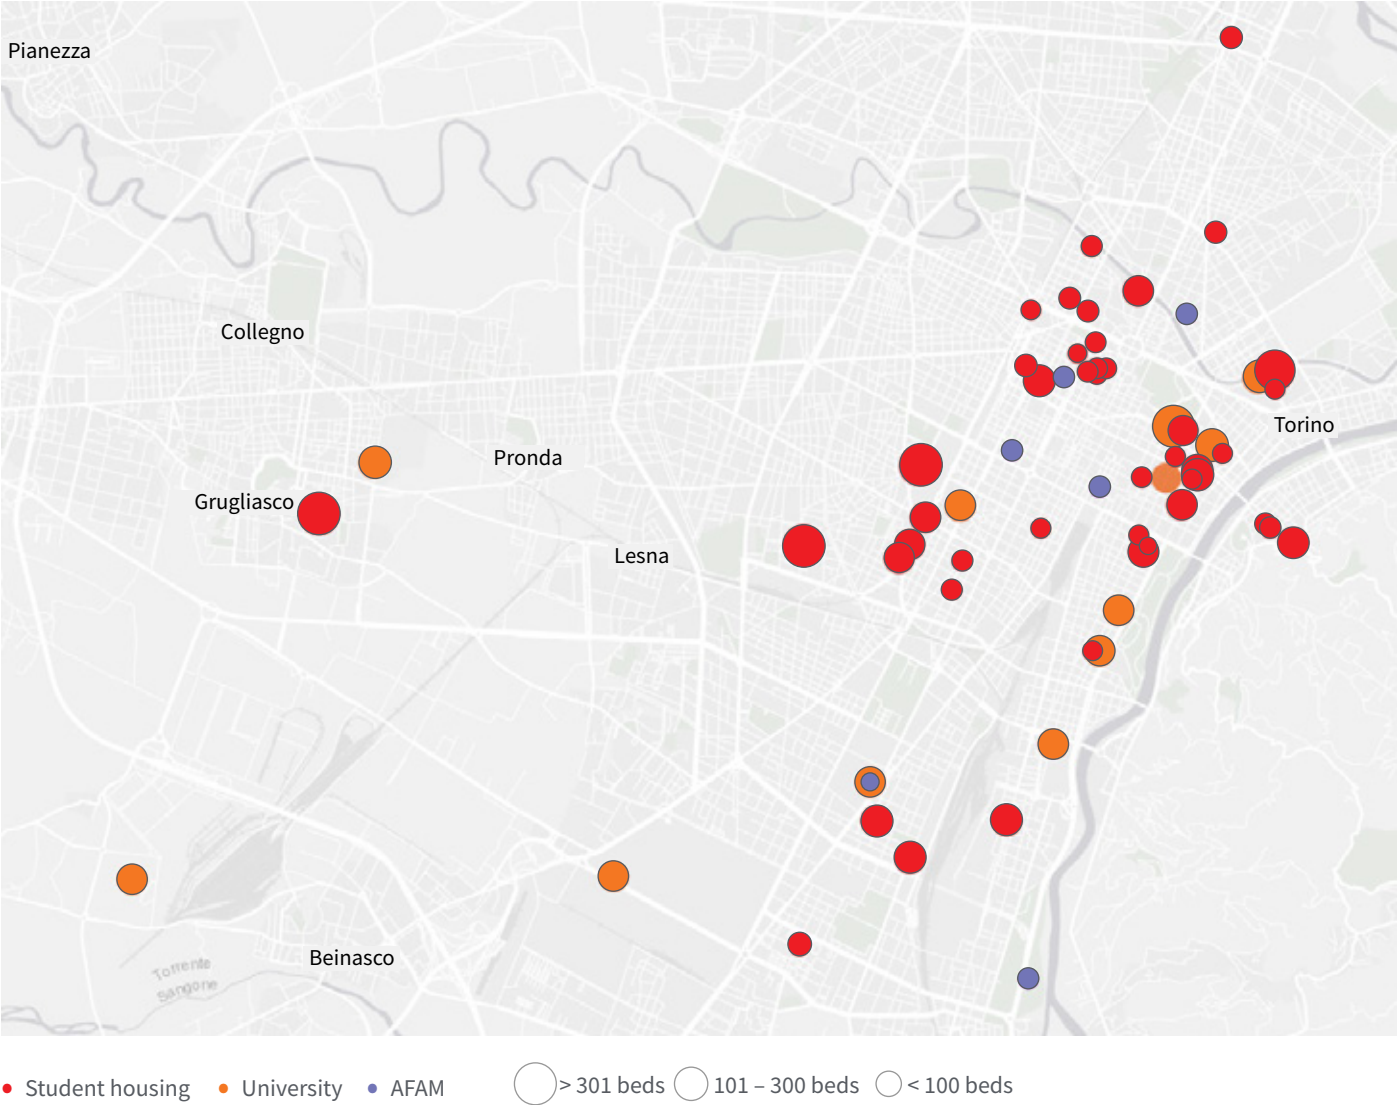 Pianezza
Collegno
Torino
Pronda
Grugliasco
Lesna
Beinasco
Torrente
Sangone
Student housing
University
AFAM
> 301 beds
101 – 300 beds
< 100 beds